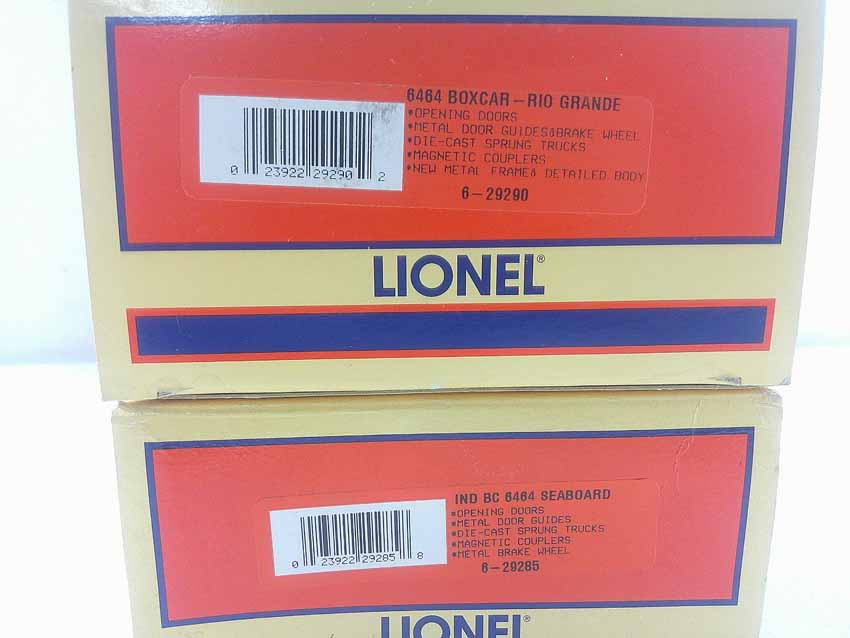 6464 BOXCAR – RIO GRANDE
*OPENING DOORS
*METAL DOOR GUIDES&BRAKE WHEEL
*DIE-CAST SPRUNG TRUCKS
*MAGNETIC COUPLERS
*NEW METAL FRAME& DETAILED BODY
6-29290
0 23922 29290 2
LIONEL®
IND BC 6464 SEABOARD
*OPENING DOORS
*METAL DOOR GUIDES
*DIE-CAST SPRUNG TRUCKS
*MAGNETIC COUPLERS
*METAL BRAKE WHEEL
6-29285
0 23922 29285 8
LIONEL®